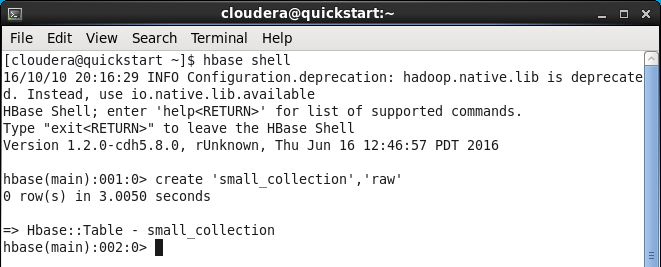 cloudera@quickstart:~
File Edit View Search Terminal Help
[cloudera@quickstart ~]$ hbase shell
16/10/10 20:16:29 INFO Configuration.deprecation: hadoop.native.lib is deprecate
d. Instead, use io.native.lib.available
HBase Shell; enter 'help<RETURN>' for list of supported commands.
Type "exit<RETURN>" to leave the HBase Shell
Version 1.2.0-cdh5.8.0, rUnknown, Thu Jun 16 12:46:57 PDT 2016
hbase(main):001:0> create 'small_collection','raw'
0 row(s) in 3.0050 seconds
=> Hbase::Table - small_collection
hbase(main):002:0>